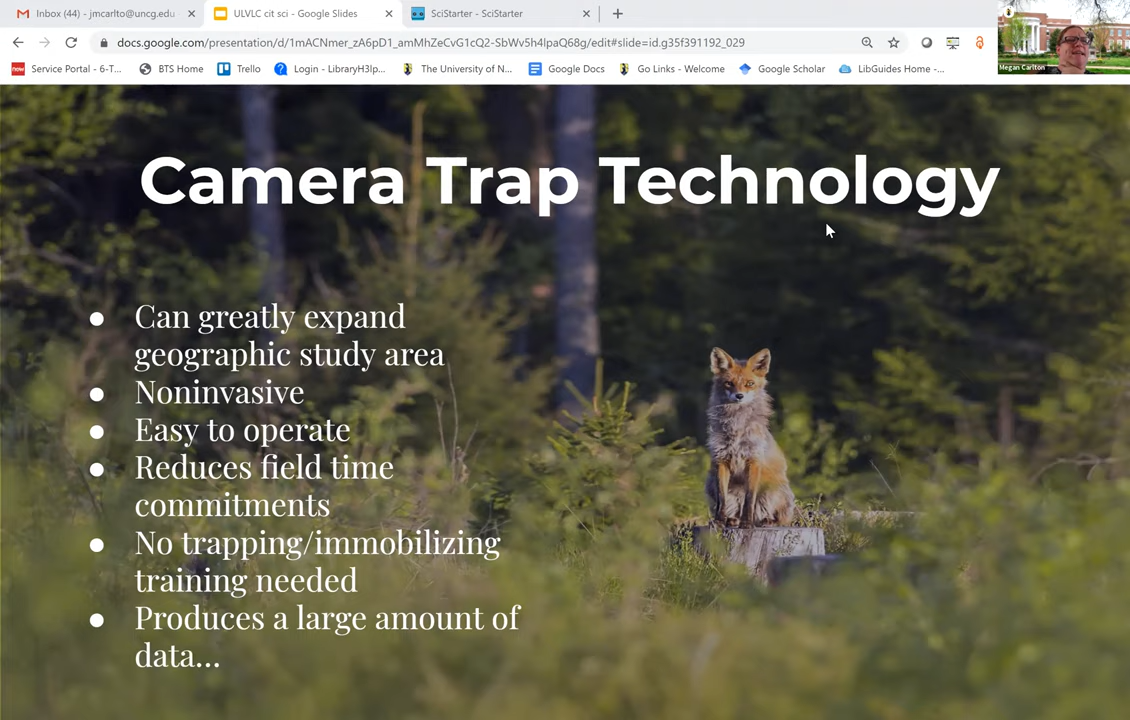 Inbox (44) - jmcarlto@uncg.edu
ULVLC cit sci - Google Slides
SciStarter - SciStarter
docs.google.com/presentation/d/1mACNmer_zA6pD1_amMhZeCvG1cQ2-SbWv5h4lpaQ68g/edit#slide=id.g35f391192_029
Service Portal - 6-T...
BTS Home
Trello
Login - LibraryH3lp...
The University of N...
Google Docs
Go Links - Welcome
Google Scholar
LibGuides Home -...
Megan Carlton
Camera Trap Technology
● Can greatly expand
geographic study area
● Noninvasive
● Easy to operate
● Reduces field time
commitments
● No trapping/immobilizing
training needed
● Produces a large amount of
data...